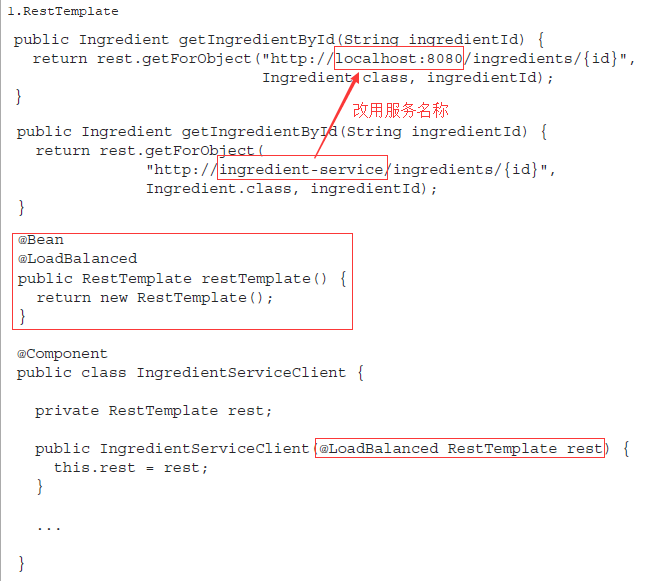 1.RestTemplate
public Ingredient getIngredientById(String ingredientId) {
  return rest.getForObject("http://localhost:8080/ingredients/{id}",
                           Ingredient.class, ingredientId);
}
改用服务名称
public Ingredient getIngredientById(String ingredientId) {
  return rest.getForObject(
              "http://ingredient-service/ingredients/{id}",
              Ingredient.class, ingredientId);
}
@Bean
@LoadBalanced
public RestTemplate restTemplate() {
  return new RestTemplate();
}
@Component
public class IngredientServiceClient {
  private RestTemplate rest;
  public IngredientServiceClient(@LoadBalanced RestTemplate rest) {
    this.rest = rest;
  }
  ...
}